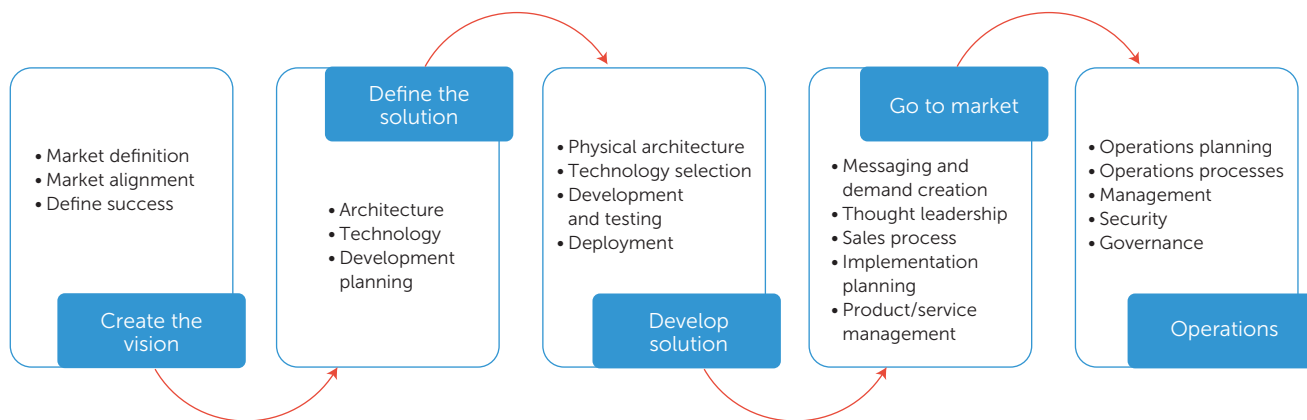 • Market definition
• Market alignment
• Define success
Create the
vision
Define the
solution
• Architecture
• Technology
• Development
planning
• Physical architecture
• Technology selection
• Development
and testing
• Deployment
Develop
solution
Go to market
• Messaging and
demand creation
• Thought leadership
• Sales process
• Implementation
planning
• Product/service
management
• Operations planning
• Operations processes
• Management
• Security
• Governance
Operations